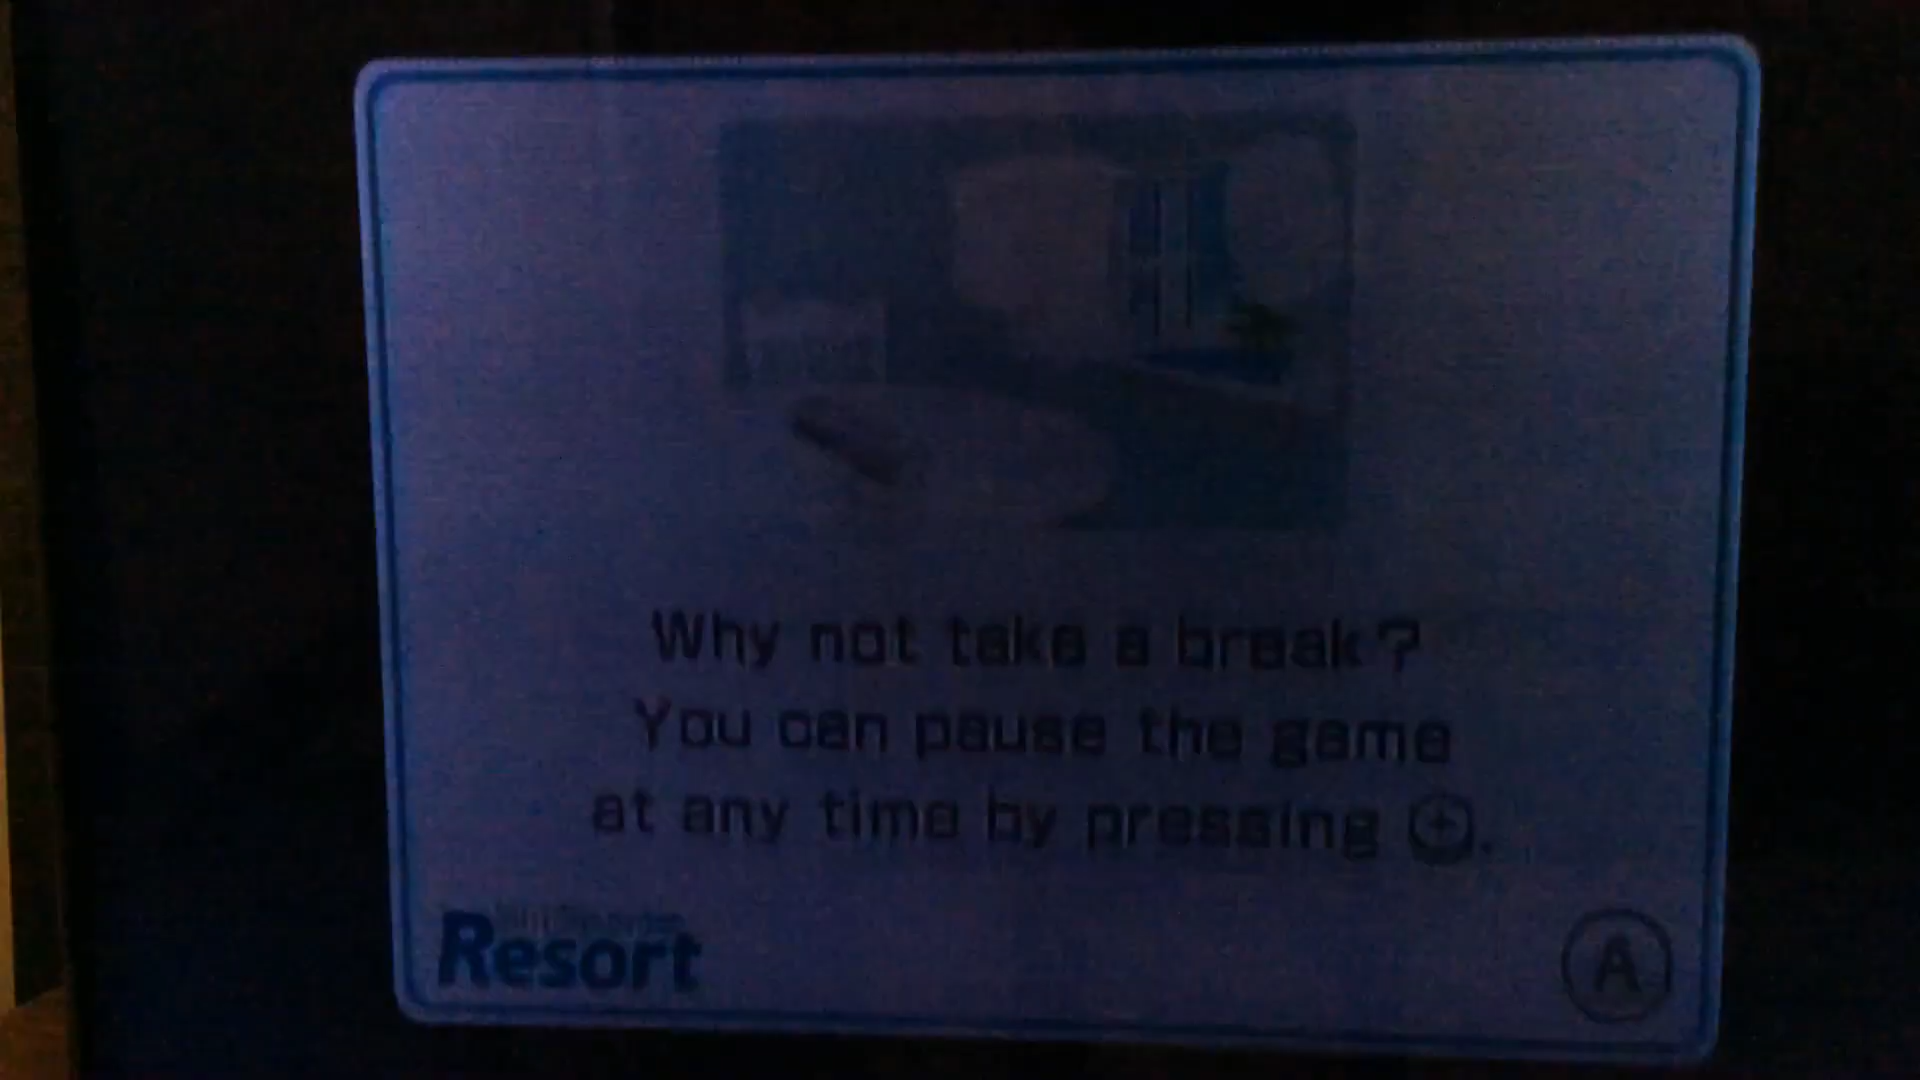 Why not take a break?
You can pause the game
at any time by pressing ⊕.
Resort
A